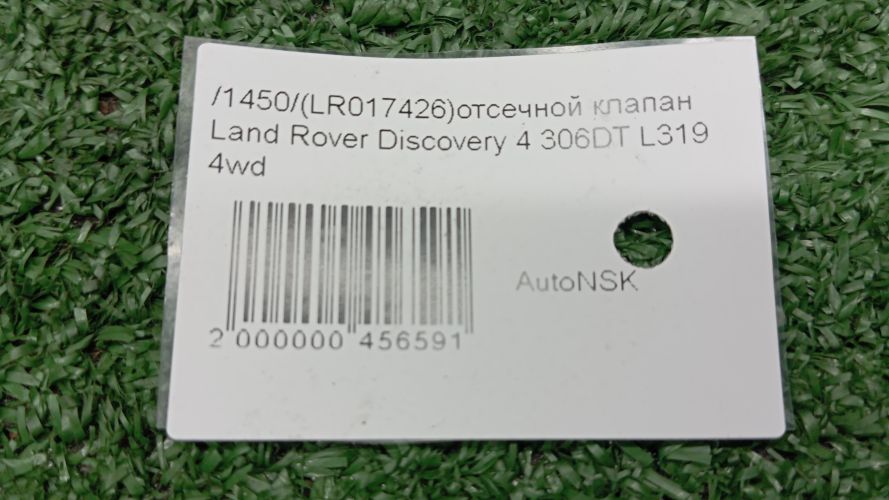 /1450/(LR017426)отсечной клапан
Land Rover Discovery 4 306DT L319
4wd
AutoNSK
2 000000 456591